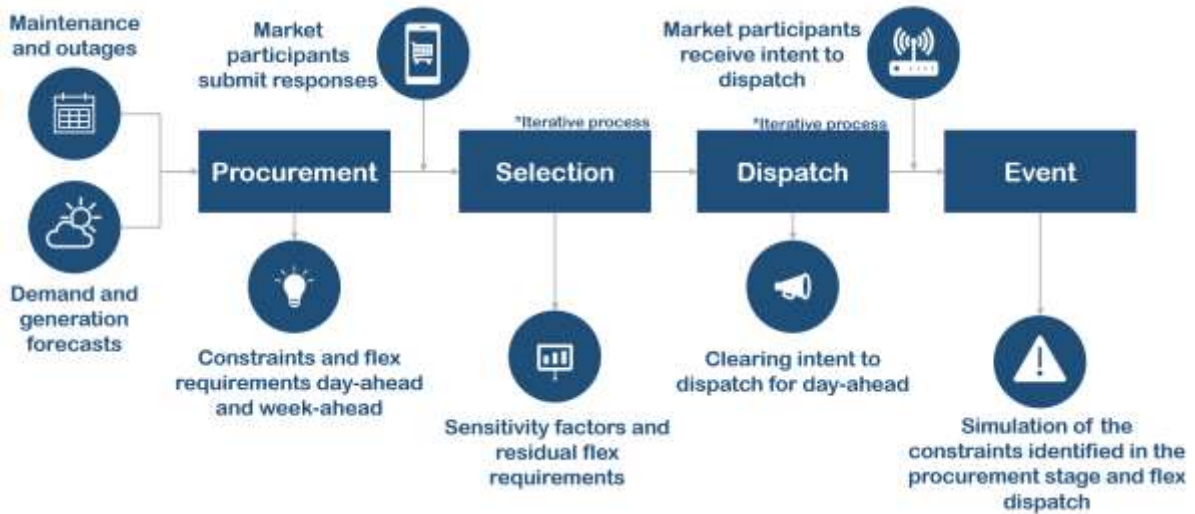 Maintenance
and outages
Market
participants
submit responses
Market participants
receive intent to
dispatch
*Iterative process
*Iterative process
Procurement
Selection
Dispatch
Event
Demand and
generation
forecasts
Constraints and flex
requirements day-ahead
and week-ahead
Sensitivity factors and
residual flex
requirements
Clearing intent to
dispatch for day-ahead
Simulation of the
constraints identified in the
procurement stage and flex
dispatch